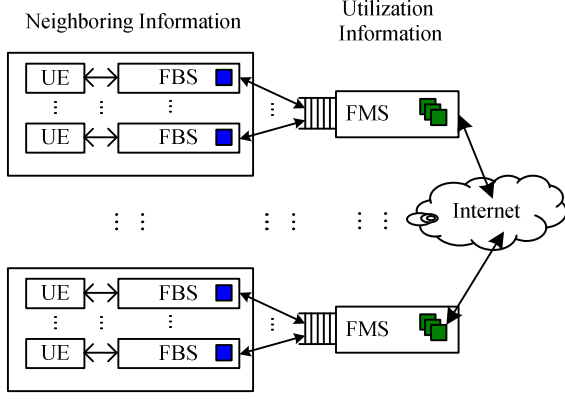 Neighboring Information
Utilization
Information
UE
FBS
UE
FBS
FMS
Internet
UE
FBS
UE
FBS
FMS